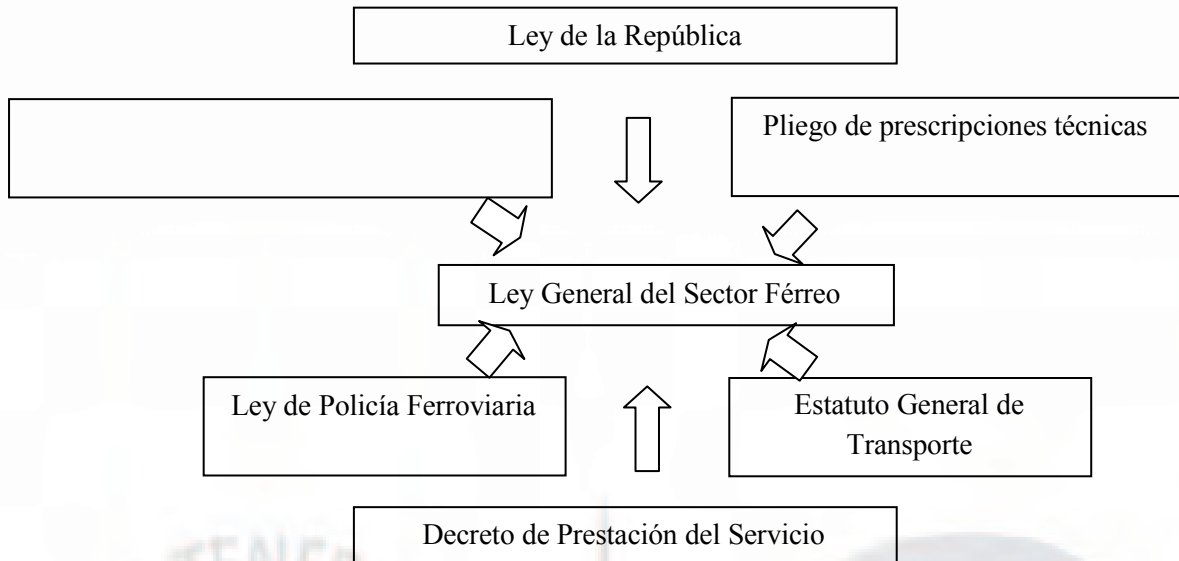 Ley de la República
Pliego de prescripciones técnicas
Ley General del Sector Férreo
Ley de Policía Ferroviaria
Estatuto General de
Transporte
Decreto de Prestación del Servicio